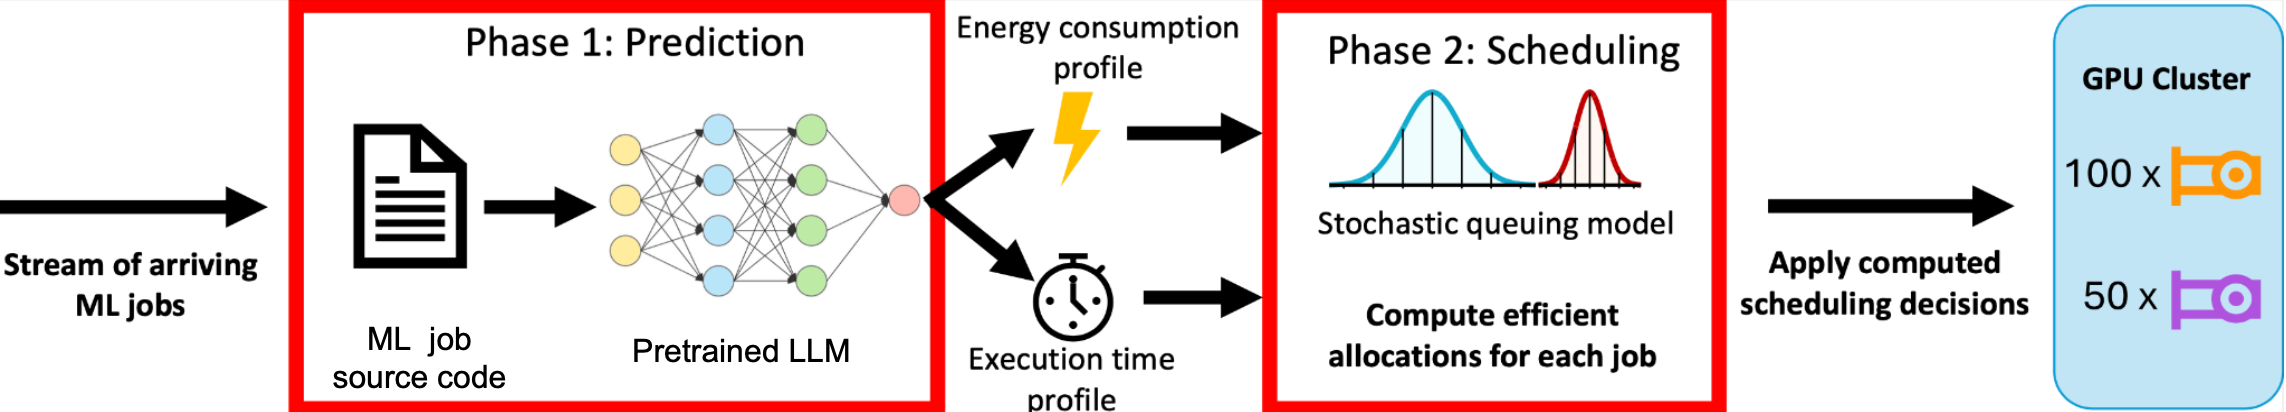 Stream of arriving
ML jobs
Phase 1: Prediction
ML job
source code
Pretrained LLM
Energy consumption
profile
Execution time
profile
Phase 2: Scheduling
Stochastic queuing model
Compute efficient
allocations for each job
Apply computed
scheduling decisions
GPU Cluster
100 x
50 x